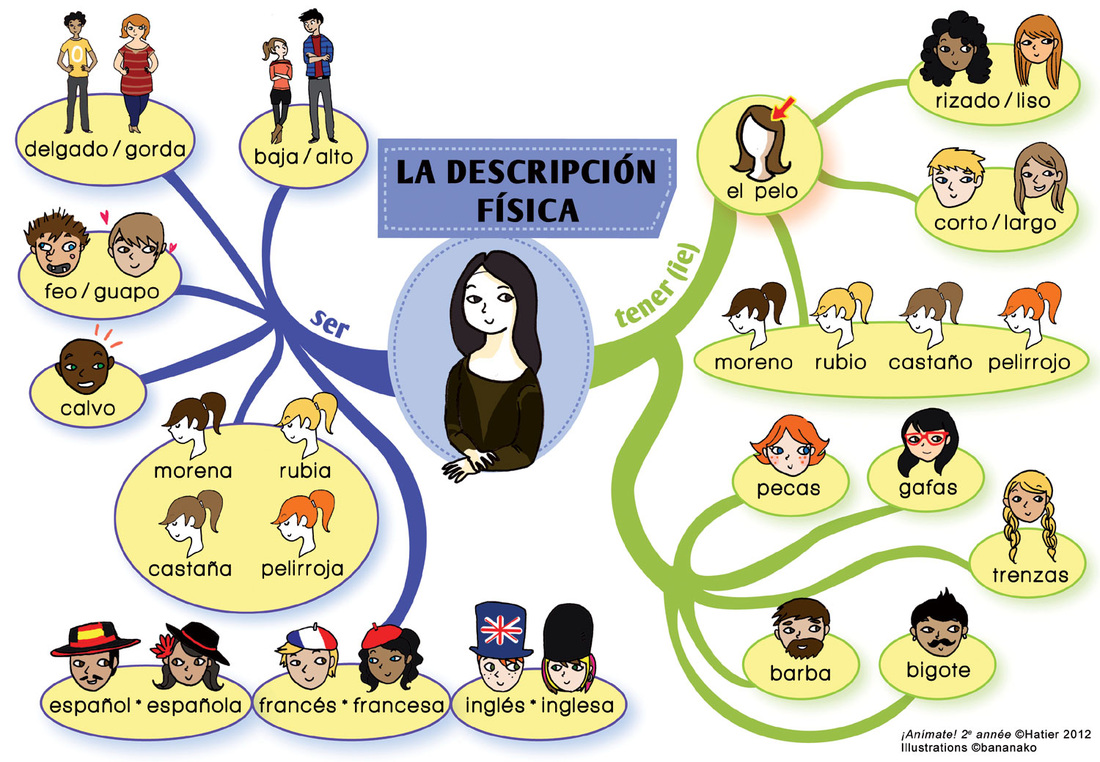 LA DESCRIPCIÓN
FÍSICA
ser
delgado / gorda
baja / alto
feo / guapo
calvo
morena
rubia
castaña
pelirroja
español * española
francés * francesa
inglés * inglesa
tener (ie)
el pelo
rizado / liso
corto / largo
moreno
rubio
castaño
pelirrojo
pecas
gafas
trenzas
barba
bigote
¡Anímate! 2e année ©Hatier 2012
Illustrations ©bananako